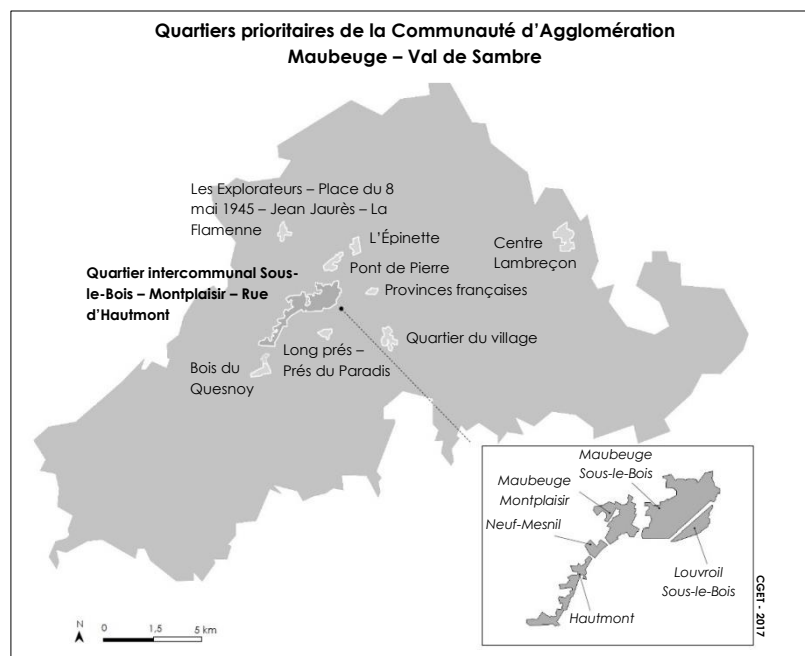 Quartiers prioritaires de la Communauté d'Agglomération
Maubeuge – Val de Sambre
Les Explorateurs – Place du 8
mai 1945 – Jean Jaurès – La
Flamenne
L'Épinette
Centre
Lambreçon
Pont de Pierre
Quartier intercommunal Sous-
le-Bois – Montplaisir – Rue
d'Hautmont
Provinces françaises
Quartier du village
Long prés –
Prés du Paradis
Bois du
Quesnoy
Maubeuge
Sous-le-Bois
Maubeuge
Montplaisir
Neuf-Mesnil
Louvroil
Sous-le-Bois
Hautmont
CGET - 2017
N
0 1,5 5 km